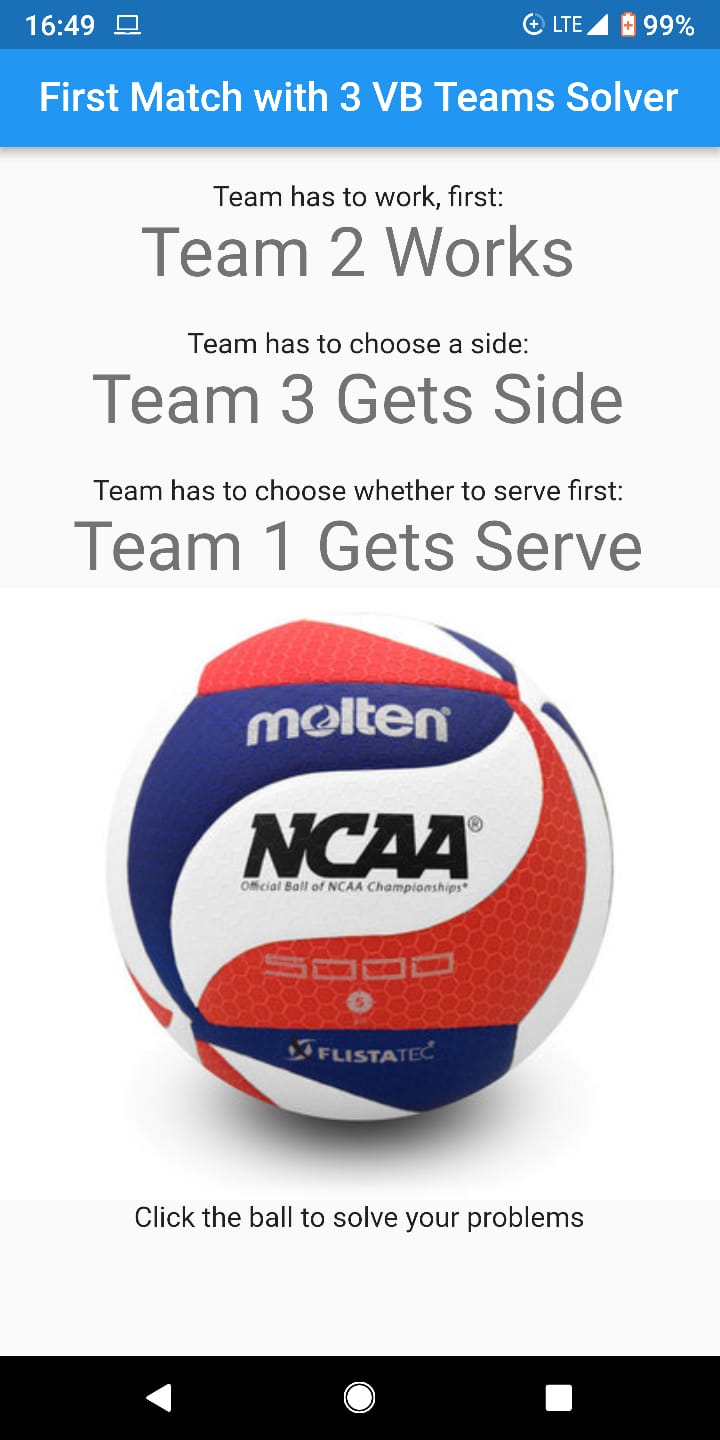 16:49 LTE 99%
First Match with 3 VB Teams Solver
Team has to work, first:
Team 2 Works
Team has to choose a side:
Team 3 Gets Side
Team has to choose whether to serve first:
Team 1 Gets Serve
molten
NCAA®
Official Ball of NCAA Championships®
5000
5
FLISTATEC
Click the ball to solve your problems